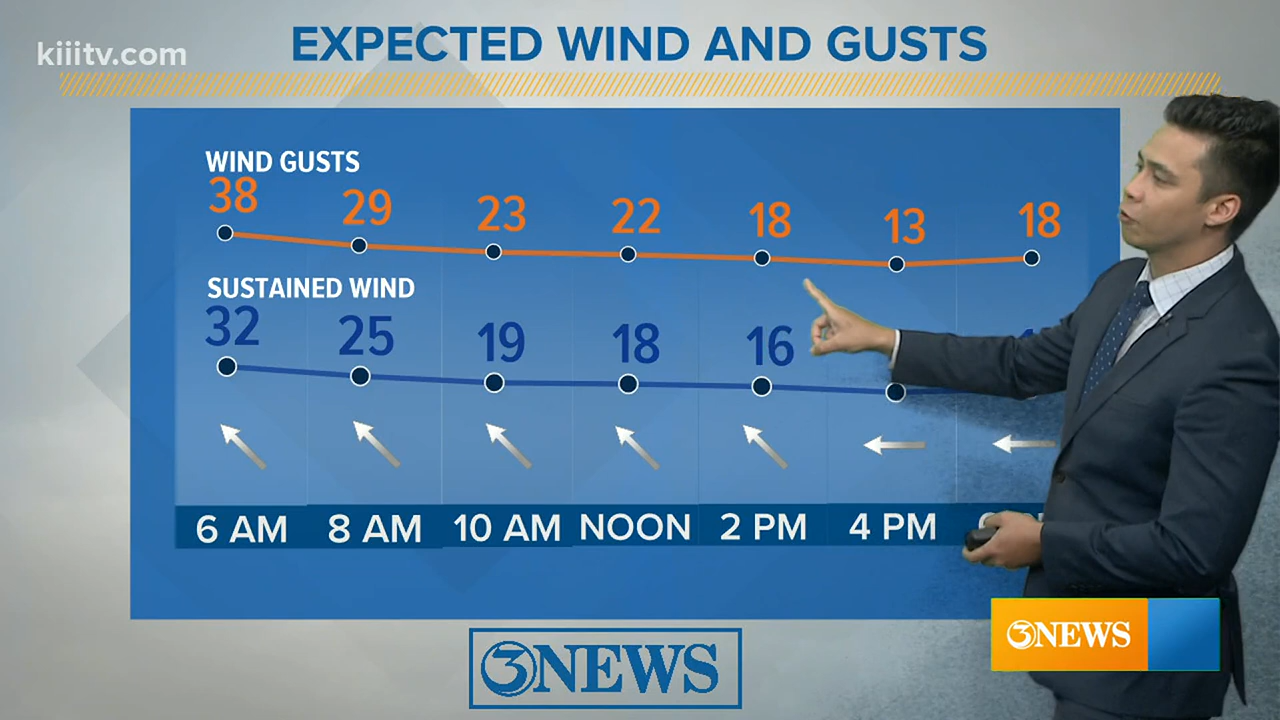 kiiitv.com
EXPECTED WIND AND GUSTS
WIND GUSTS
38 29 23 22 18 13 18
SUSTAINED WIND
32 25 19 18 16
6 AM 8 AM 10 AM NOON 2 PM 4 PM
3NEWS
3NEWS